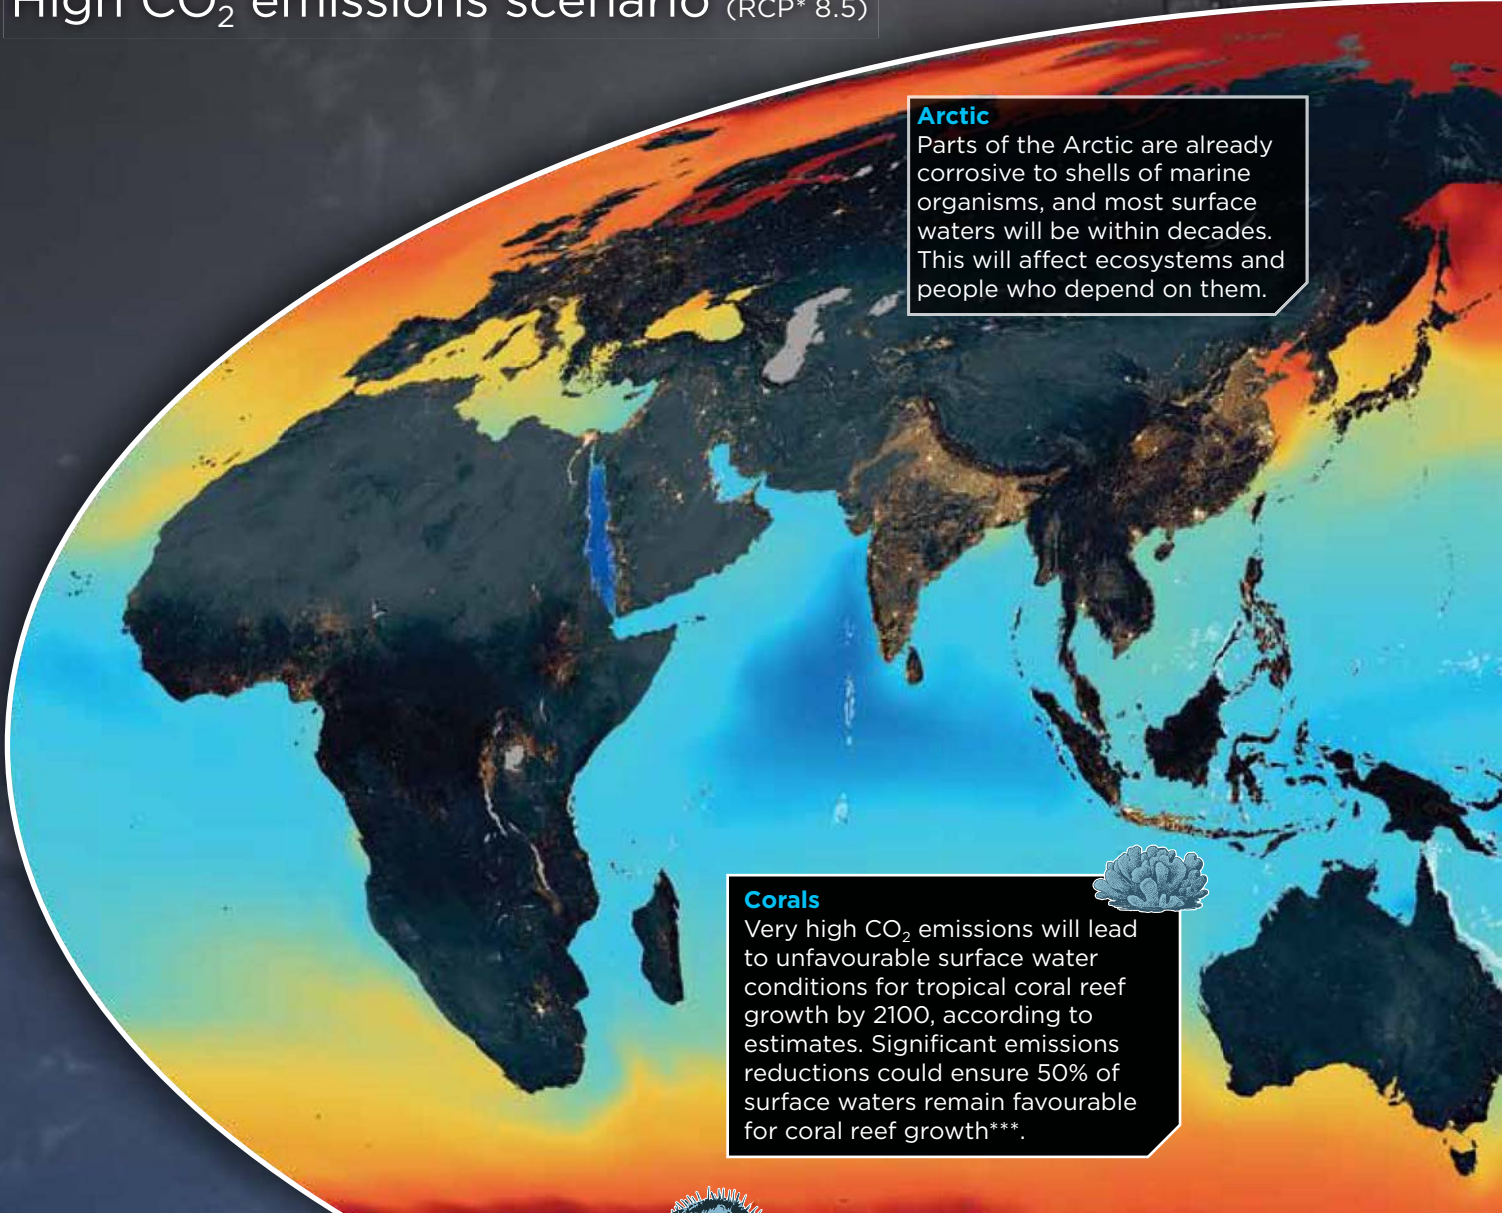 High CO₂ emissions scenario (RCP* 8.5)
Arctic
Parts of the Arctic are already
corrosive to shells of marine
organisms, and most surface
waters will be within decades.
This will affect ecosystems and
people who depend on them.
Corals
Very high CO₂ emissions will lead
to unfavourable surface water
conditions for tropical coral reef
growth by 2100, according to
estimates. Significant emissions
reductions could ensure 50% of
surface waters remain favourable
for coral reef growth***.